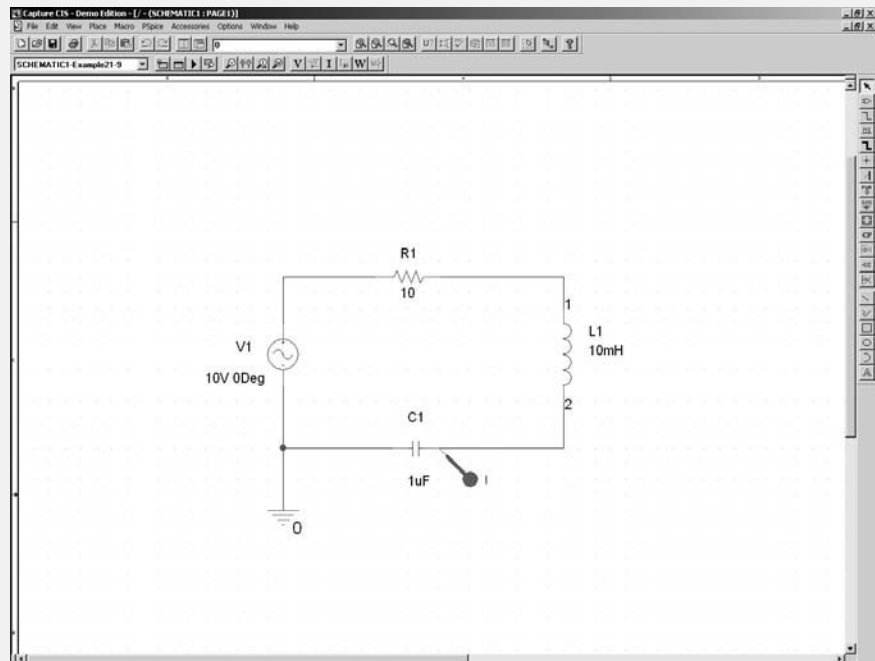 Capture CIS - Demo Edition - [/ - (SCHEMATIC1 : PAGE1)]
File Edit View Place Macro PSpice Accessories Options Window Help
0
SCHEMATIC1-Example21-9
V I W
R1
10
1
L1
10mH
2
V1
10V 0Deg
C1
1uF
I
0